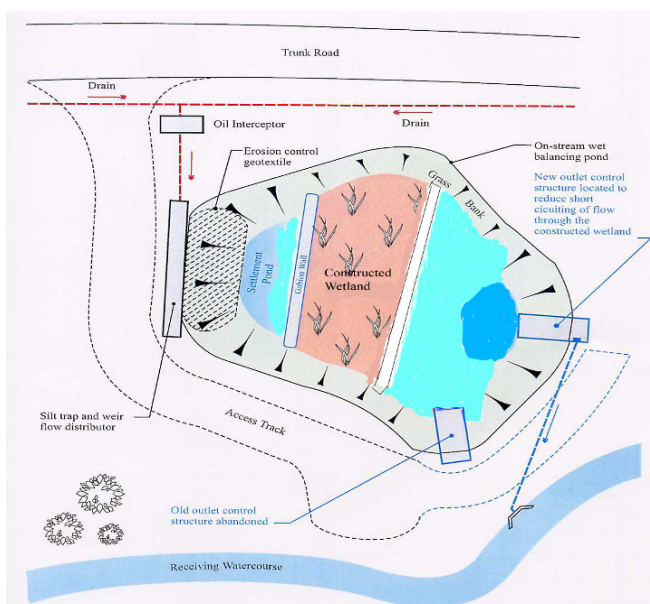 Trunk Road
Drain
Oil Interceptor
Drain
Erosion control
geotextile
On-stream wet
balancing pond
New outlet control
structure located to
reduce short
cicuiting of flow
through the
constructed wetland
Grass
Bank
Settlement
Pond
Gabion Wall
Constructed
Wetland
Silt trap and weir
flow distributor
Access Track
Old outlet control
structure abandoned
Receiving Watercourse